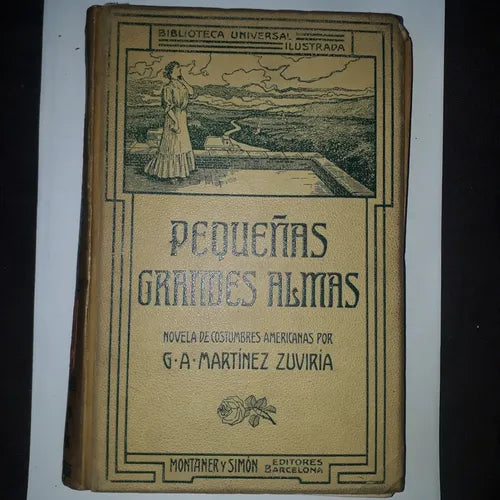 BIBLIOTECA UNIVERSAL
ILUSTRADA
PEQUEÑAS
GRANDES ALMAS
NOVELA DE COSTUMBRES AMERICANAS POR
G·A·MARTÍNEZ ZUVIRÍA
MONTANER Y SIMÓN EDITORES
BARCELONA